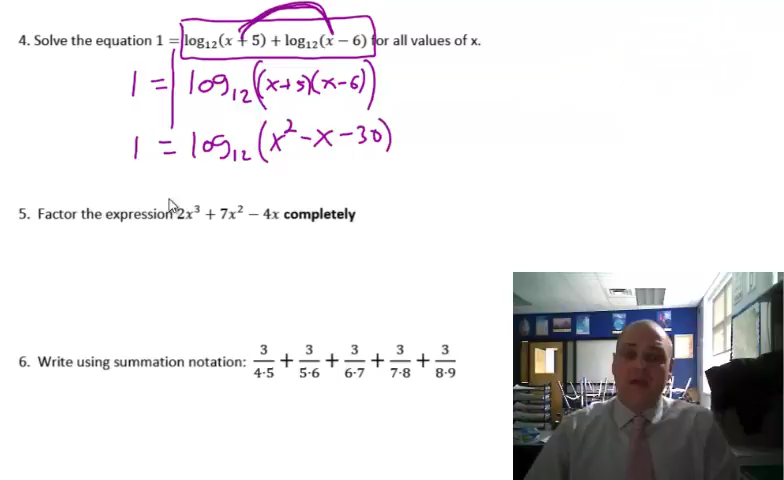 4. Solve the equation 1 = log₁₂(x + 5) + log₁₂(x − 6) for all values of x.
1 = log₁₂((x+5)(x−6))
1 = log₁₂(x² − x − 30)
5. Factor the expression 2x³ + 7x² − 4x completely
6. Write using summation notation: 3/4·5 + 3/5·6 + 3/6·7 + 3/7·8 + 3/8·9